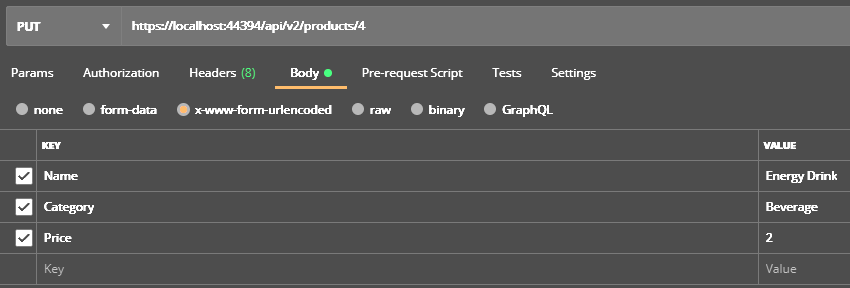 PUT https://localhost:44394/api/v2/products/4
Params Authorization Headers (8) Body Pre-request Script Tests Settings
none form-data x-www-form-urlencoded raw binary GraphQL
KEY VALUE
Name Energy Drink
Category Beverage
Price 2
Key Value